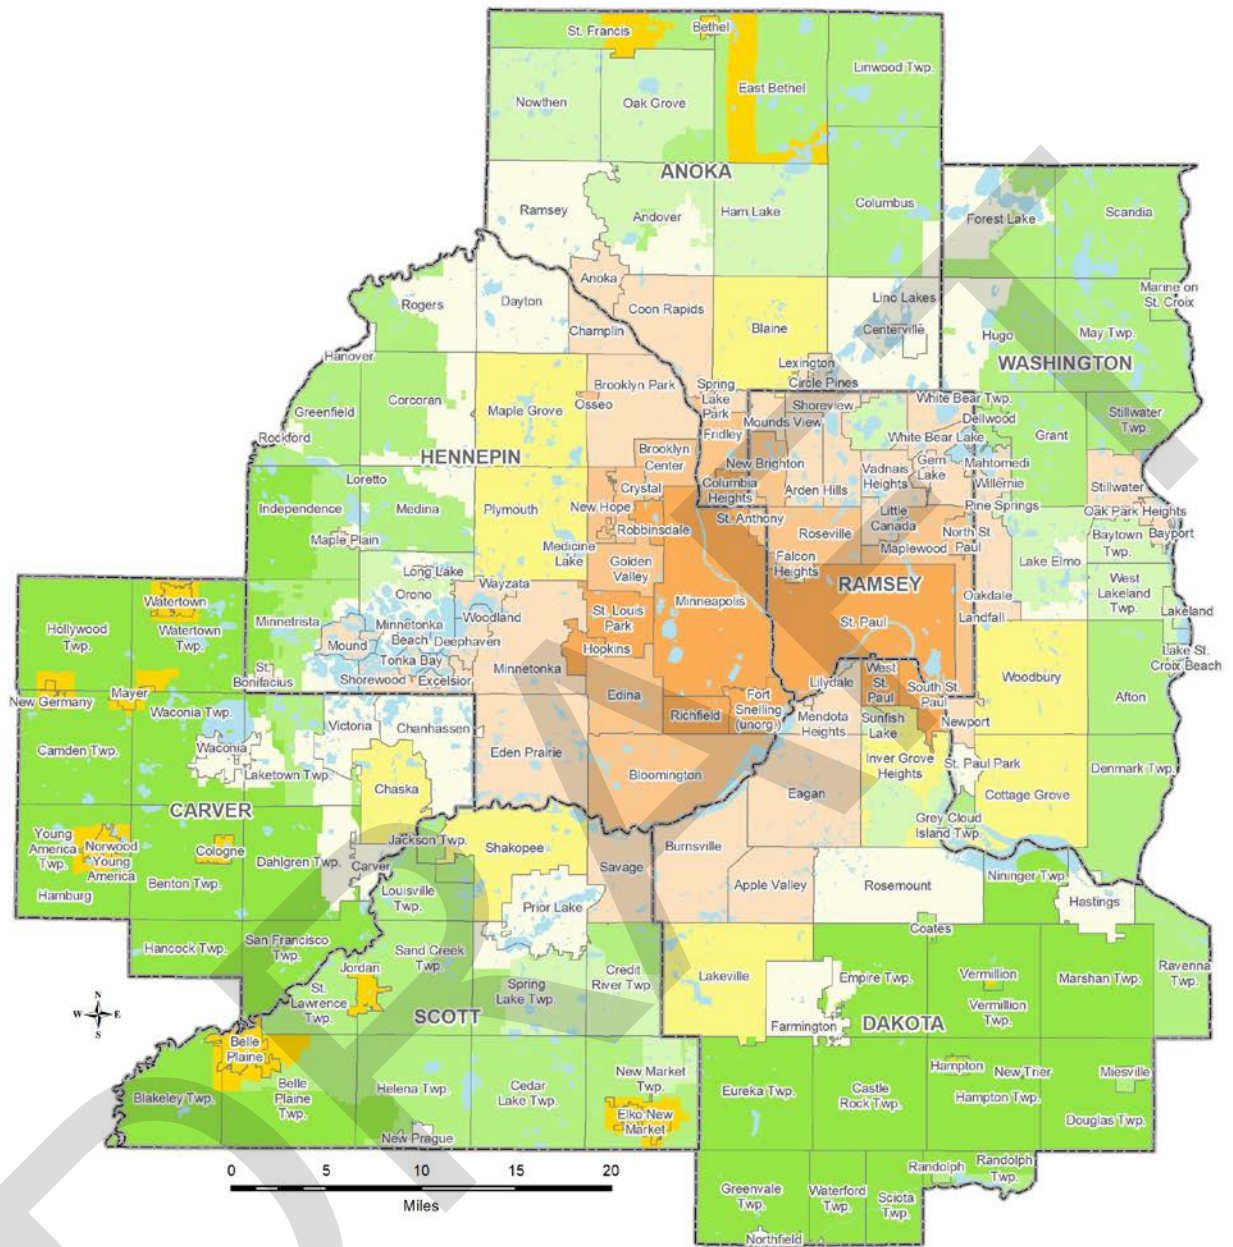 St. Francis
Bethel
Linwood Twp.
East Bethel
Nowthen
Oak Grove
ANOKA
Ramsey
Andover
Ham Lake
Columbus
Forest Lake
Scandia
Anoka
Coon Rapids
Rogers
Dayton
Champlin
Blaine
Lino Lakes
Centerville
Marine on
St. Croix
Hugo
May Twp.
WASHINGTON
Hanover
Lexington
Circle Pines
Brooklyn Park
Spring
Lake
Park
Corcoran
Maple Grove
Osseo
Greenfield
Shoreview
White Bear Twp.
Dellwood
Stillwater
Twp.
Mounds View
Fridley
White Bear Lake
Grant
Rockford
HENNEPIN
Brooklyn
Center
New Brighton
Gem
Lake
Mahtomedi
Vadnais
Heights
Arden Hills
Willernie
Loretto
Crystal
Columbia
Heights
Stillwater
Independence
Medina
Plymouth
New Hope
Pine Springs
Oak Park Heights
Robbinsdale
St. Anthony
Little
Canada
Roseville
North St.
Paul
Baytown
Twp.
Bayport
Maple Plain
Medicine
Lake
Maplewood
Golden
Valley
Falcon
Heights
Lake Elmo
Long Lake
Orono
Wayzata
RAMSEY
West
Lakeland
Twp.
Watertown
Minneapolis
Oakdale
Lakeland
Hollywood
Twp.
Watertown
Twp.
Minnetrista
Minnetonka
Beach
Woodland
Deephaven
St. Louis
Park
St. Paul
Landfall
Mound
Hopkins
Lake St.
Croix Beach
Tonka Bay
St.
Bonifacius
Shorewood
Excelsior
Minnetonka
West
St.
Paul
Woodbury
Lilydale
New Germany
Mayer
Edina
Fort
Snelling
(unorg.)
South St.
Paul
Afton
Waconia Twp.
Richfield
Mendota
Heights
Sunfish
Lake
Newport
Victoria
Chanhassen
Camden Twp.
Waconia
Eden Prairie
Inver Grove
Heights
St. Paul Park
Laketown Twp.
Bloomington
Denmark Twp.
Chaska
Eagan
Cottage Grove
CARVER
Grey Cloud
Island Twp.
Young
America
Twp.
Norwood
Young
America
Cologne
Jackson Twp.
Shakopee
Burnsville
Dahlgren Twp.
Carver
Savage
Nininger Twp.
Benton Twp.
Hamburg
Louisville
Twp.
Apple Valley
Rosemount
Hastings
Prior Lake
Coates
Hancock Twp.
San Francisco
Twp.
Sand Creek
Twp.
Jordan
Spring
Lake Twp.
Credit
River Twp.
Lakeville
Empire Twp.
Vermillion
Marshan Twp.
Ravenna
Twp.
St.
Lawrence
Twp.
Vermillion
Twp.
N
W
E
S
SCOTT
Farmington
DAKOTA
Belle
Plaine
New Market
Twp.
Hampton
New Trier
Miesville
Blakeley Twp.
Belle
Plaine
Twp.
Helena Twp.
Cedar
Lake Twp.
Eureka Twp.
Castle
Rock Twp.
Hampton Twp.
Elko New
Market
Douglas Twp.
New Prague
Randolph
Randolph
Twp.
0 5 10 15 20
Miles
Greenvale
Twp.
Waterford
Twp.
Sciota
Twp.
Northfield
DRAFT